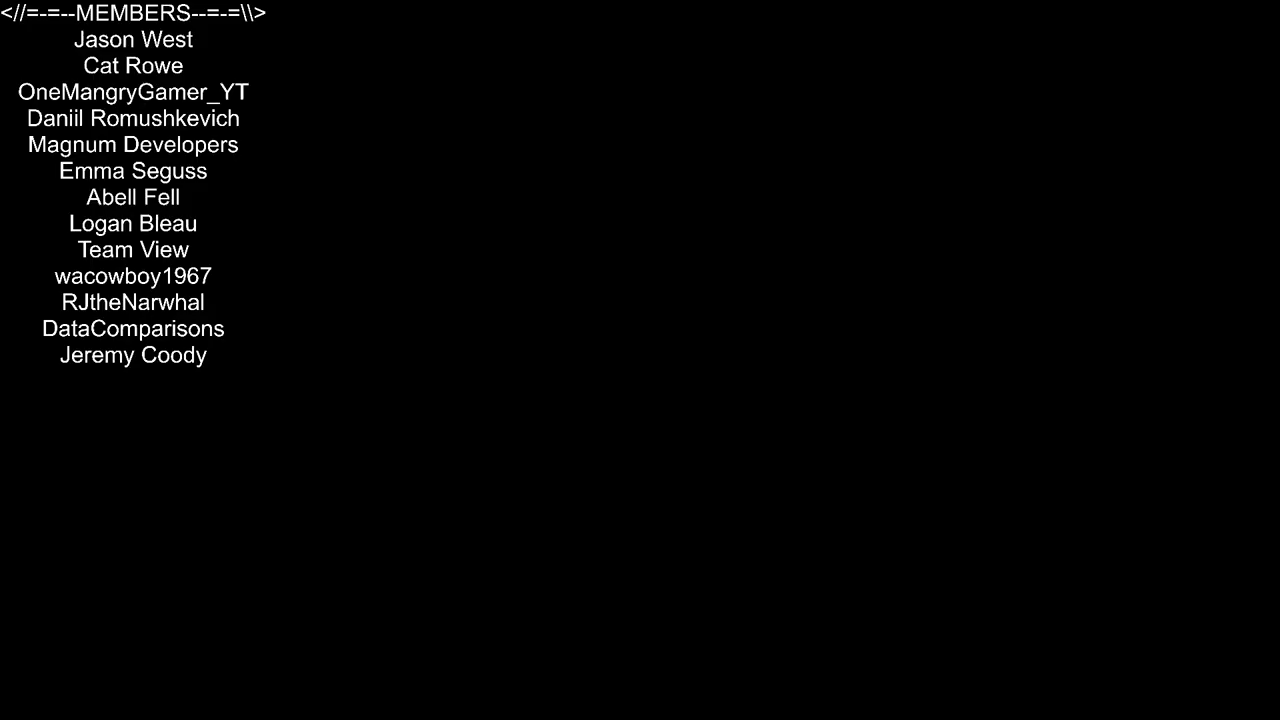 <//=-=--MEMBERS--=-=\\>
Jason West
Cat Rowe
OneMangryGamer_YT
Daniil Romushkevich
Magnum Developers
Emma Seguss
Abell Fell
Logan Bleau
Team View
wacowboy1967
RJtheNarwhal
DataComparisons
Jeremy Coody